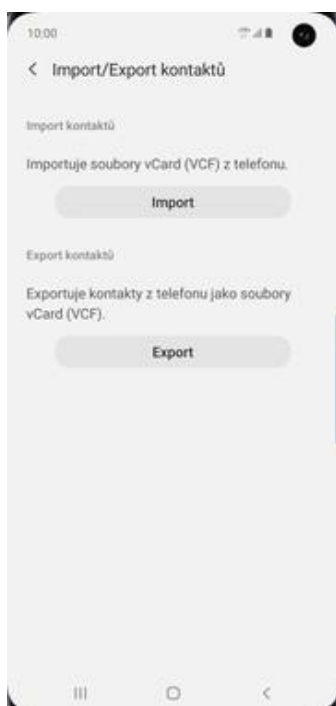 10:00
Import/Export kontaktů
Import kontaktů
Importuje soubory vCard (VCF) z telefonu.
Import
Export kontaktů
Exportuje kontakty z telefonu jako soubory
vCard (VCF).
Export